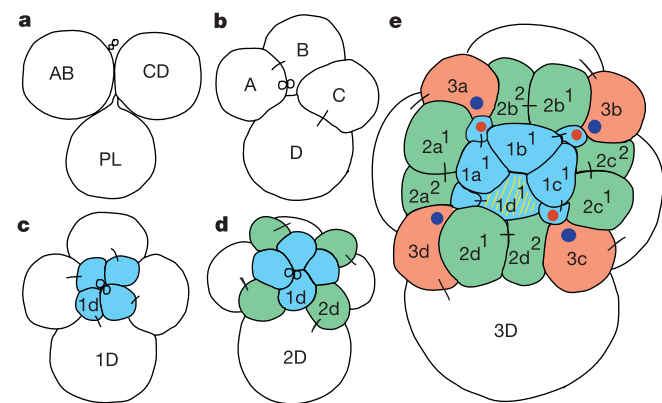 a
AB
CD
PL
b
B
A
C
D
c
1d
1D
d
1d
2d
2D
e
3a
2b²
2b¹
3b
2a¹
1b¹
2c²
1a¹
1c¹
2a²
1d¹
2c¹
3d
2d¹
2d²
3c
3D